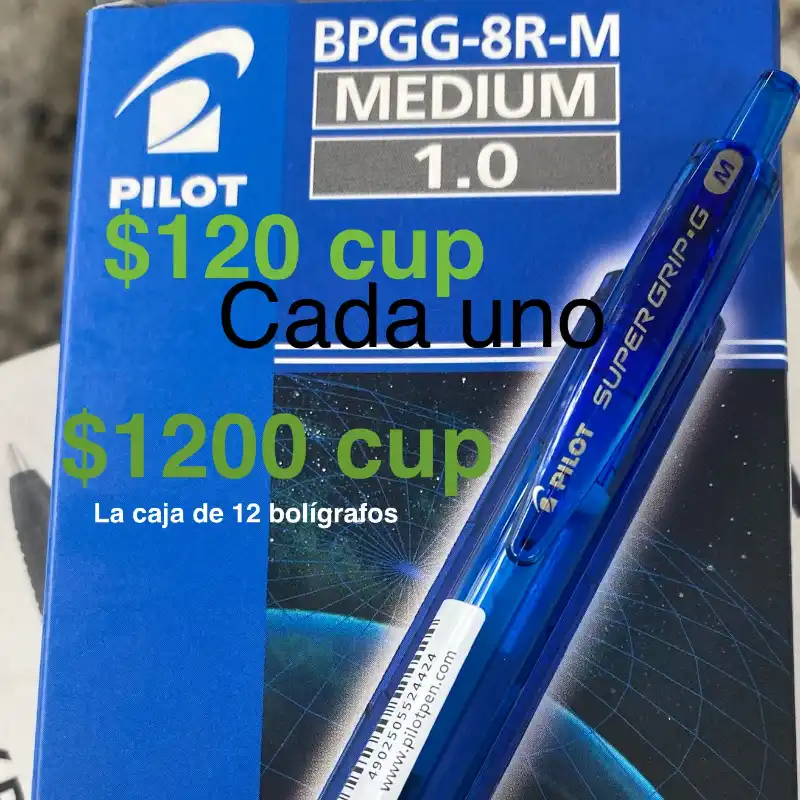 BPGG-8R-M
MEDIUM
1.0
PILOT
$120 cup
Cada uno
$1200 cup
La caja de 12 bolígrafos
M
SUPER GRIP·G
PILOT
4902505524424
www.pilotpen.com